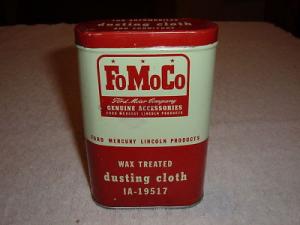 dusting cloth
FoMoCo
Ford Motor Company
GENUINE ACCESSORIES
FORD MERCURY LINCOLN PRODUCTS
FORD MERCURY LINCOLN PRODUCTS
WAX TREATED
dusting cloth
IA-19517